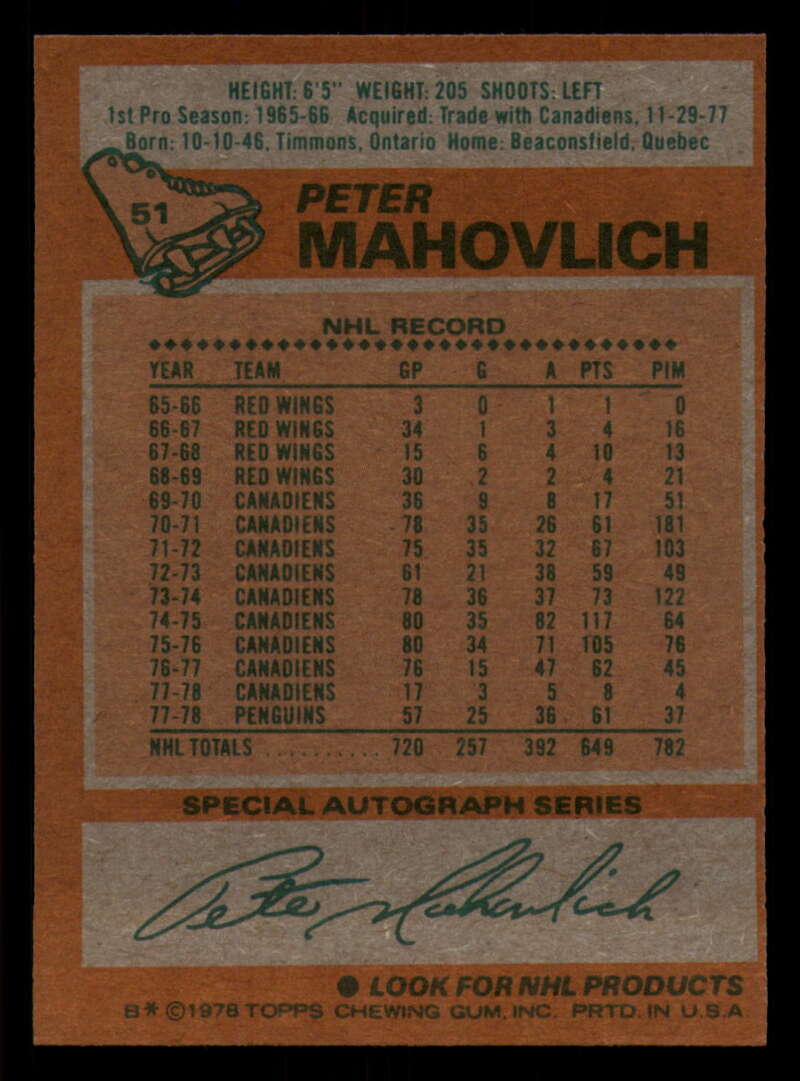 HEIGHT: 6'5" WEIGHT: 205 SHOOTS: LEFT
1st Pro Season: 1965-66 Acquired: Trade with Canadiens, 11-29-77
Born: 10-10-46, Timmons, Ontario Home: Beaconsfield, Quebec
51
PETER
MAHOVLICH
NHL RECORD
YEAR TEAM GP G A PTS PIM
65-66 RED WINGS 3 0 1 1 0
66-67 RED WINGS 34 1 3 4 16
67-68 RED WINGS 15 6 4 10 13
68-69 RED WINGS 30 2 2 4 21
69-70 CANADIENS 36 9 8 17 51
70-71 CANADIENS 78 35 26 61 181
71-72 CANADIENS 75 35 32 67 103
72-73 CANADIENS 61 21 38 59 49
73-74 CANADIENS 78 36 37 73 122
74-75 CANADIENS 80 35 82 117 64
75-76 CANADIENS 80 34 71 105 76
76-77 CANADIENS 76 15 47 62 45
77-78 CANADIENS 17 3 5 8 4
77-78 PENGUINS 57 25 36 61 37
NHL TOTALS .......... 720 257 392 649 782
SPECIAL AUTOGRAPH SERIES
Pete Mahovlich
● LOOK FOR NHL PRODUCTS
B* ©1978 TOPPS CHEWING GUM, INC. PRTD. IN U.S.A